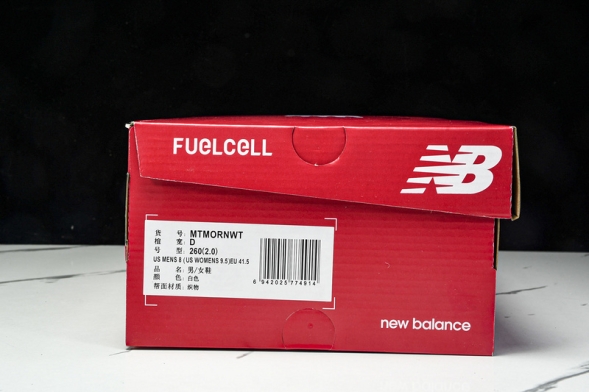 FUELCELL
NB
货 号: MTMORNWT
楦 宽: D
号 型: 260(2.0)
US MENS 8 (US WOMENS 9.5)EU 41.5
品 名: 男/女鞋
颜 色: 白色
帮面材质: 织物
6 942025 774914
new balance